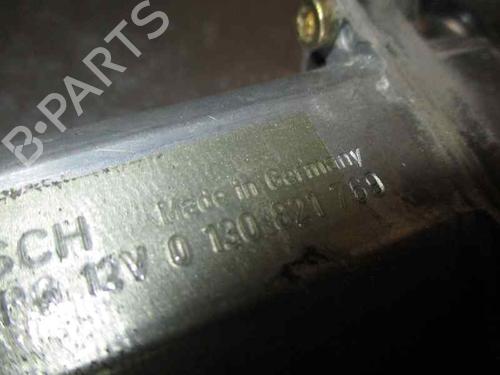 B-PARTS
Made in Germany
SCH
13V 0 130 821 769